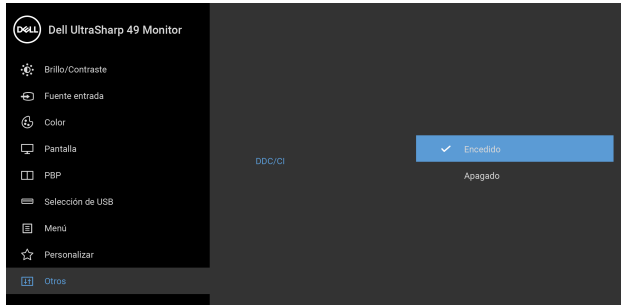 DELL Dell UltraSharp 49 Monitor
Brillo/Contraste
Fuente entrada
Color
Pantalla
PBP
Selección de USB
Menú
Personalizar
Otros
DDC/CI
Encedido
Apagado